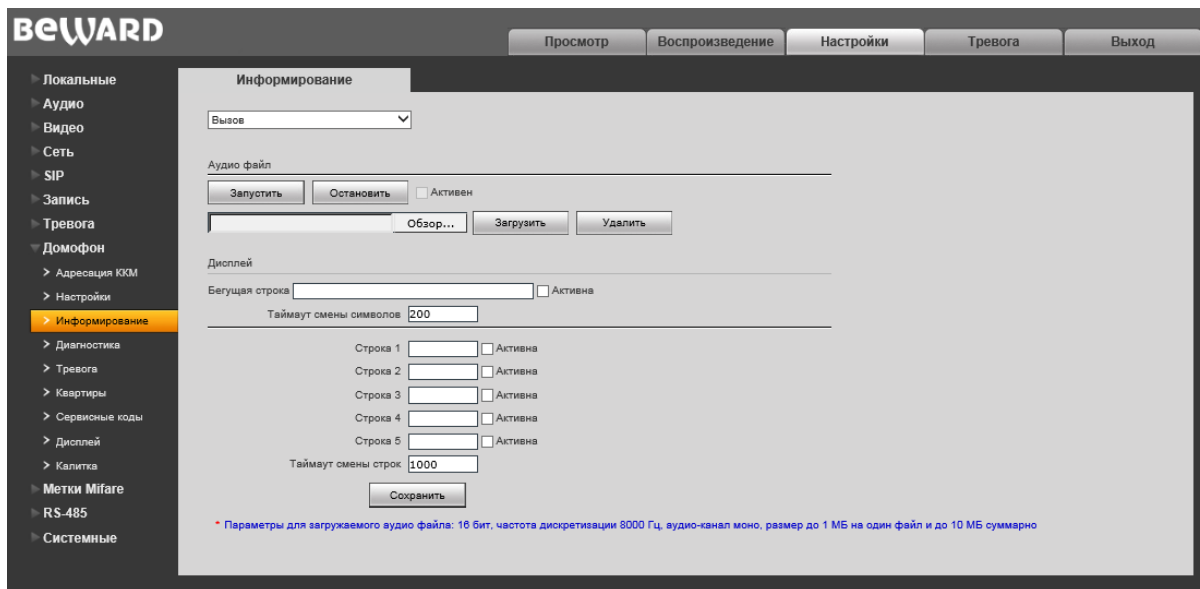 BEWARD
Просмотр Воспроизведение Настройки Тревога Выход
Локальные
Аудио
Видео
Сеть
SIP
Запись
Тревога
Домофон
Адресация ККМ
Настройки
Информирование
Диагностика
Тревога
Квартиры
Сервисные коды
Дисплей
Калитка
Метки Mifare
RS-485
Системные
Информирование
Вызов
Аудио файл
Запустить Остановить Активен
Обзор... Загрузить Удалить
Дисплей
Бегущая строка Активна
Таймаут смены символов 200
Строка 1 Активна
Строка 2 Активна
Строка 3 Активна
Строка 4 Активна
Строка 5 Активна
Таймаут смены строк 1000
Сохранить
* Параметры для загружаемого аудио файла: 16 бит, частота дискретизации 8000 Гц, аудио-канал моно, размер до 1 МБ на один файл и до 10 МБ суммарно